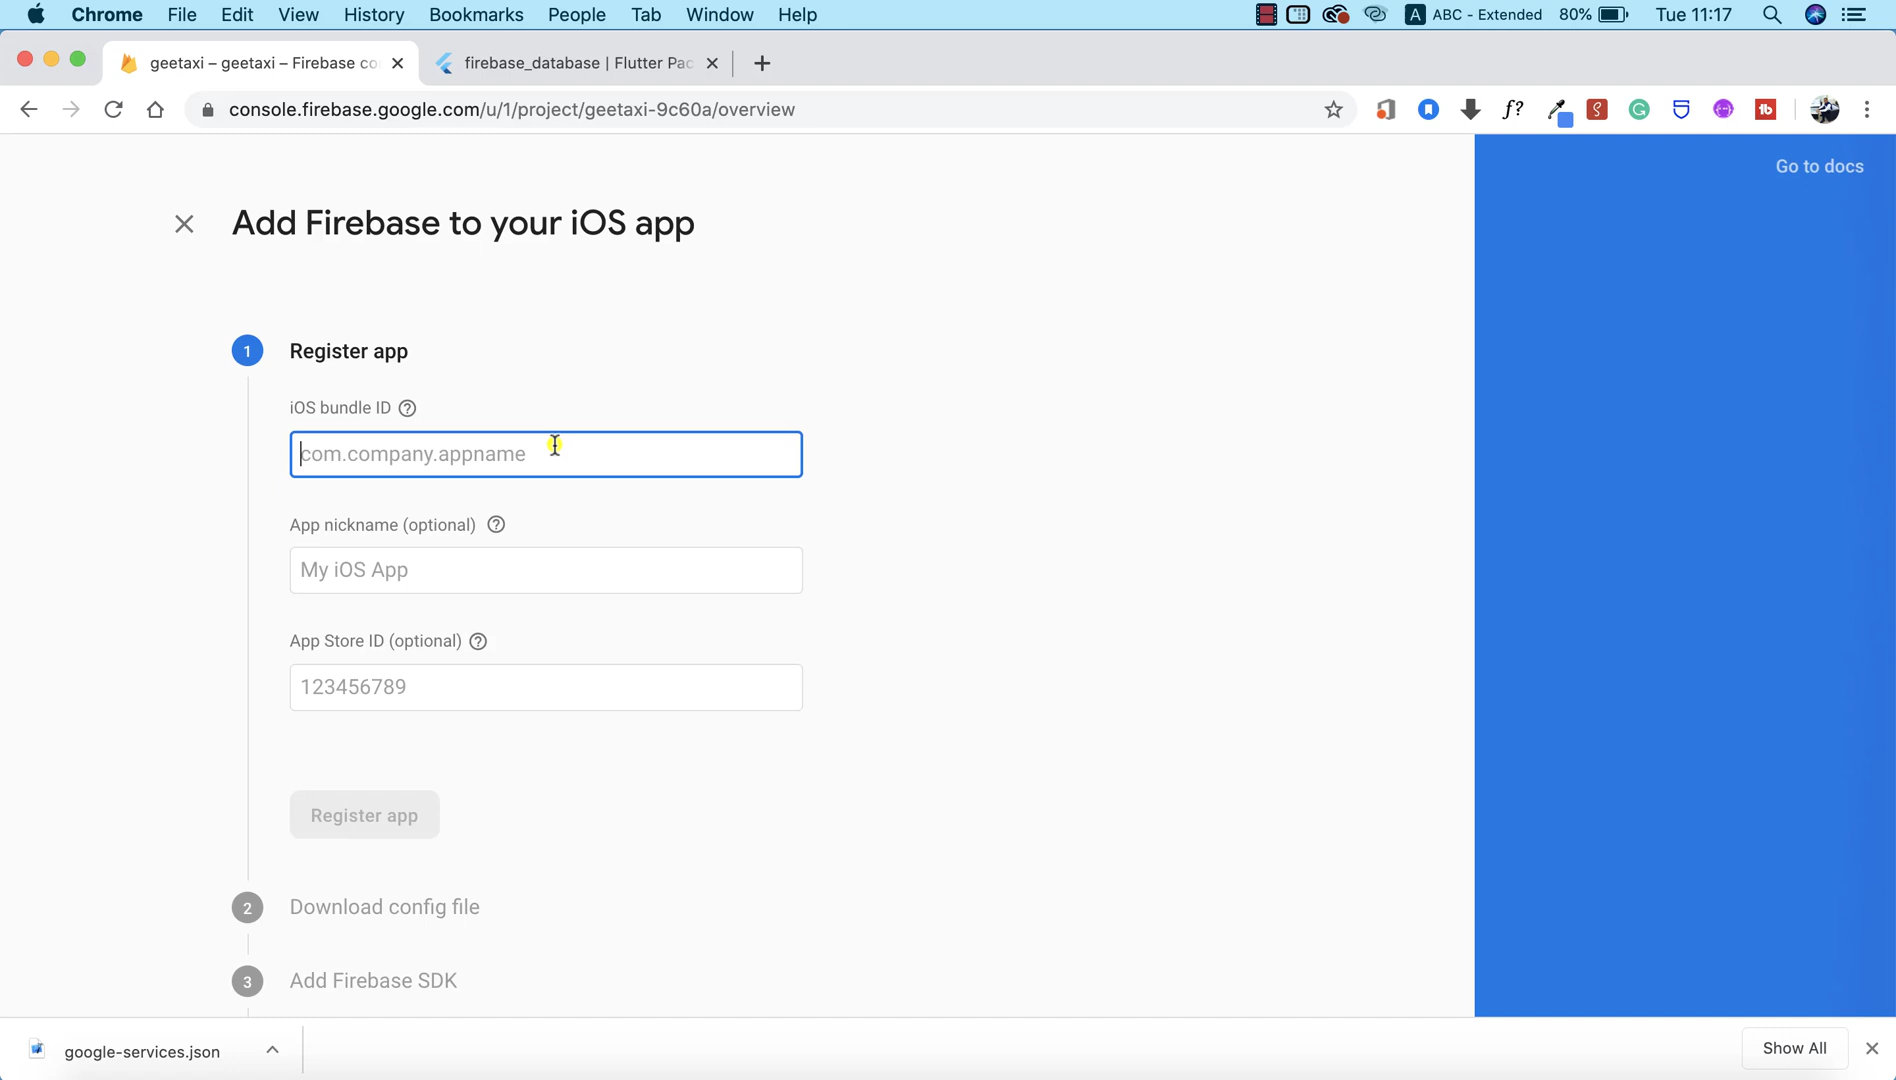 Chrome File Edit View History Bookmarks People Tab Window Help A ABC - Extended 80% Tue 11:17
geetaxi – geetaxi – Firebase co firebase_database | Flutter Pac
console.firebase.google.com/u/1/project/geetaxi-9c60a/overview f?
Go to docs
Add Firebase to your iOS app
1 Register app
iOS bundle ID ?
com.company.appname
App nickname (optional) ?
My iOS App
App Store ID (optional) ?
123456789
Register app
2 Download config file
3 Add Firebase SDK
google-services.json Show All